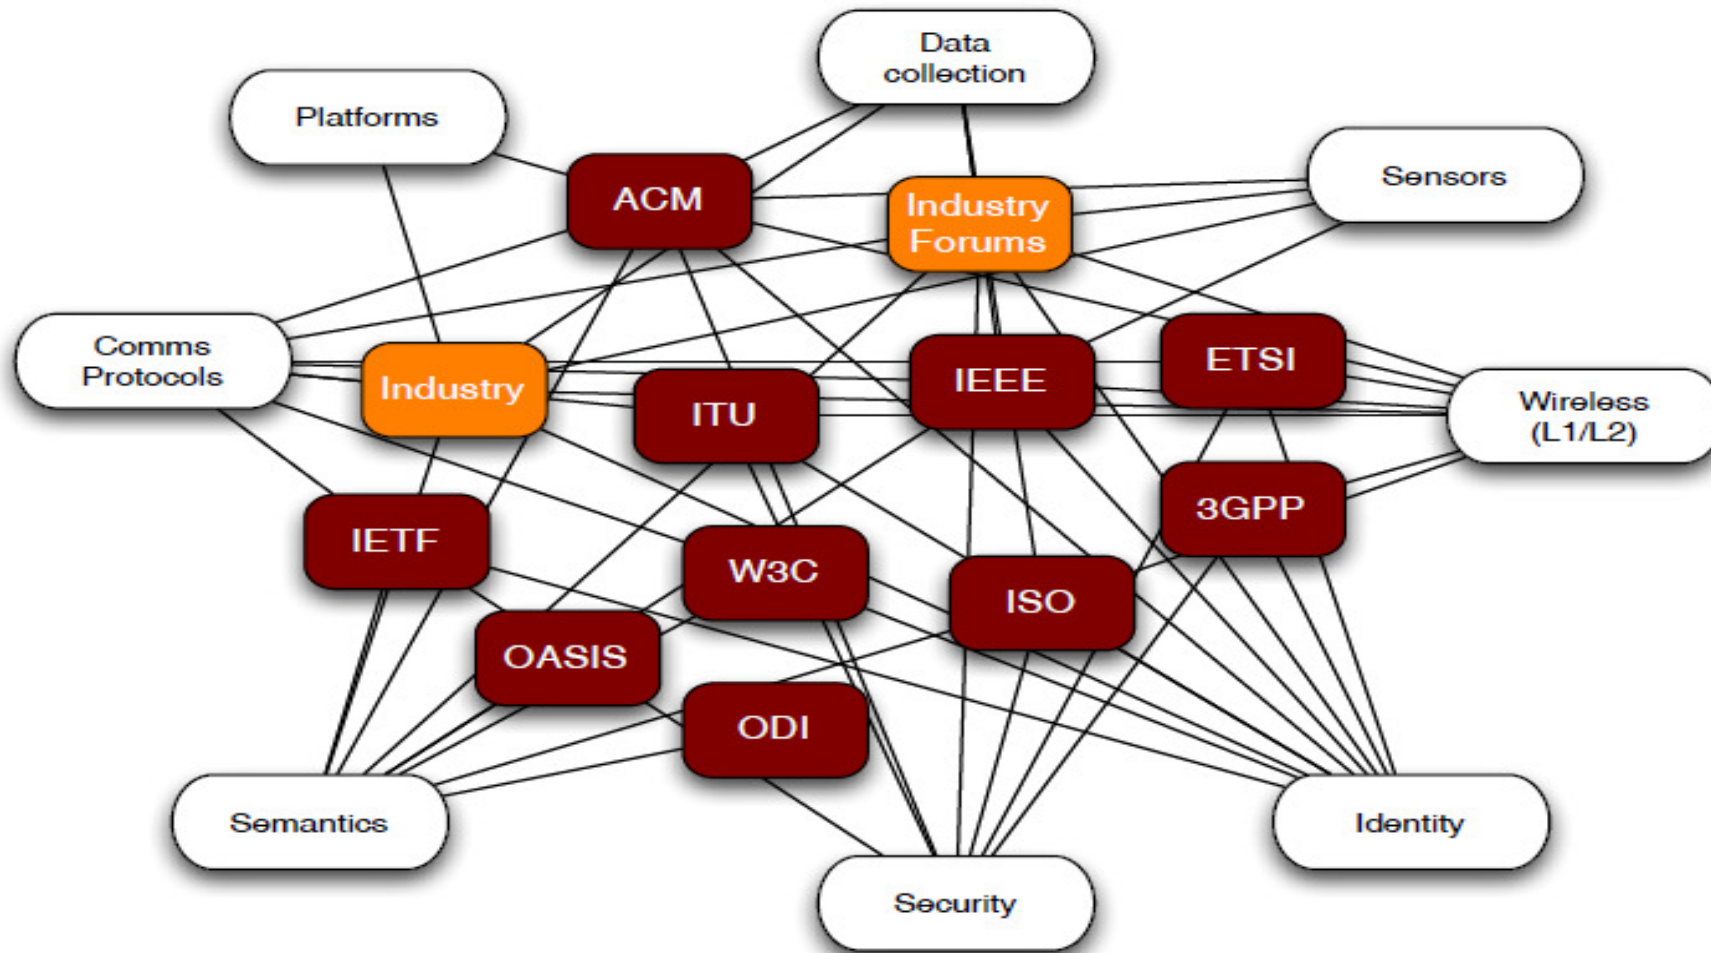 Data
collection
Platforms
Sensors
ACM
Industry
Forums
Comms
Protocols
Industry
ITU
IEEE
ETSI
Wireless
(L1/L2)
IETF
W3C
ISO
3GPP
OASIS
ODI
Semantics
Security
Identity